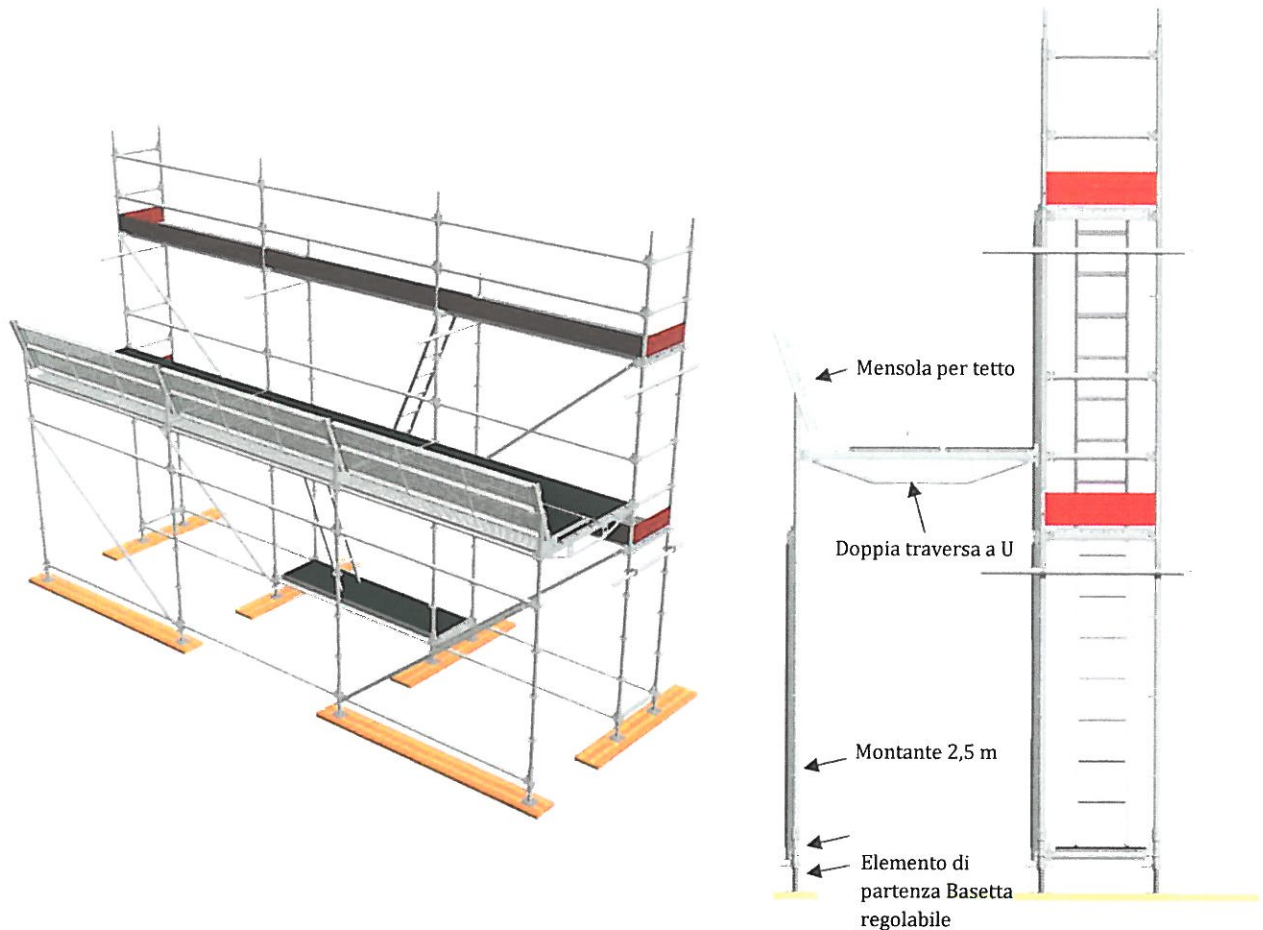 Mensola per tetto
Doppia traversa a U
Montante 2,5 m
Elemento di
partenza Basetta
regolabile